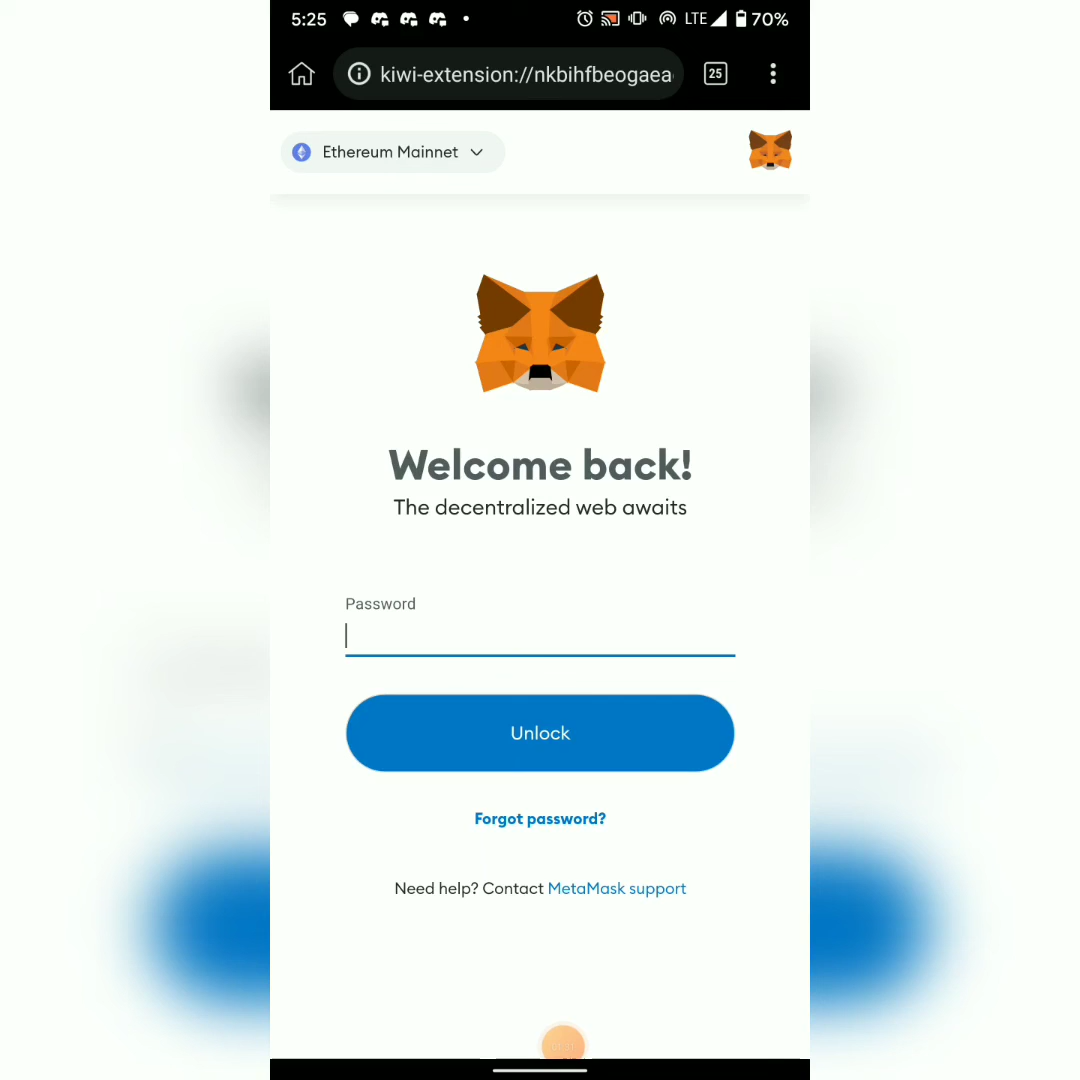 5:25
LTE 70%
kiwi-extension://nkbihfbeogaea
25
Ethereum Mainnet
Welcome back!
The decentralized web awaits
Password
Unlock
Forgot password?
Need help? Contact MetaMask support